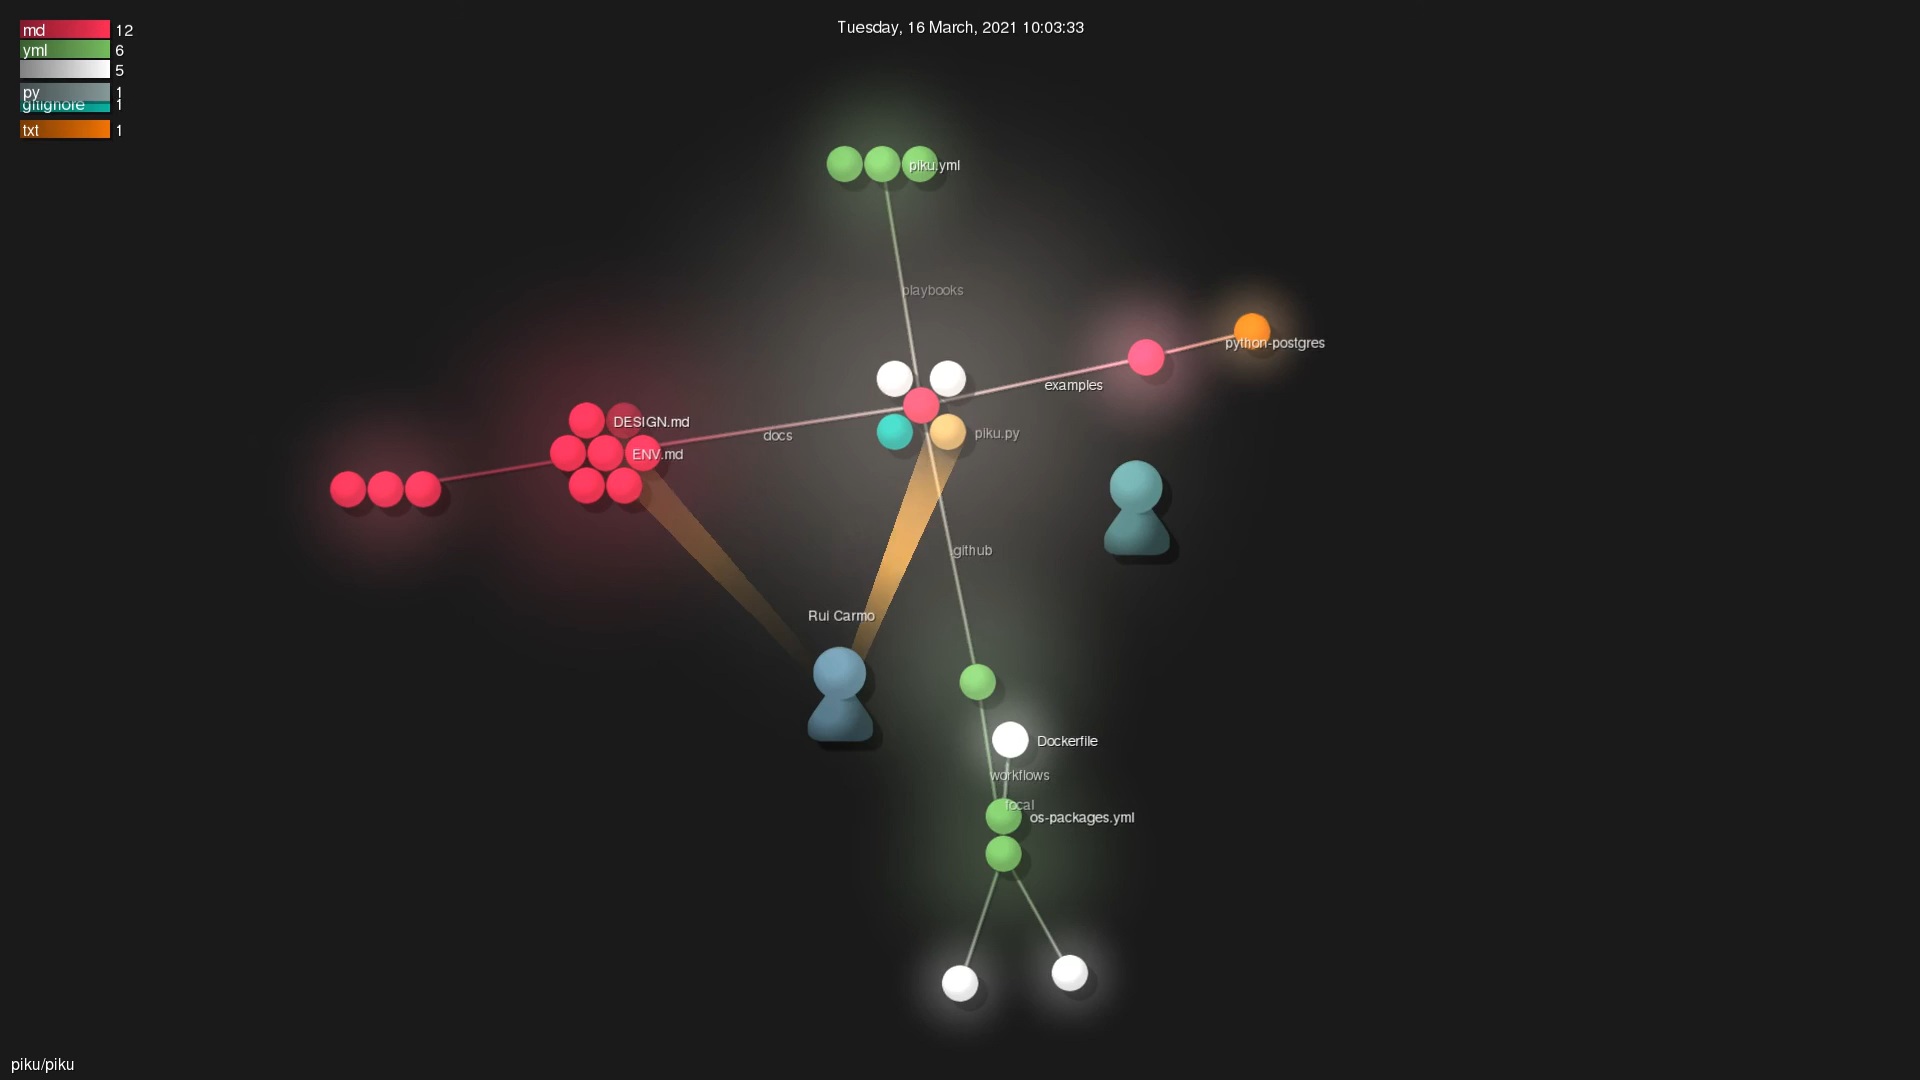 Tuesday, 16 March, 2021 10:03:33
md 12
yml 6
5
py 1
gitignore 1
txt 1
piku.yml
playbooks
python-postgres
examples
DESIGN.md
docs
piku.py
ENV.md
.github
Rui Carmo
Dockerfile
workflows
local
os-packages.yml
piku/piku